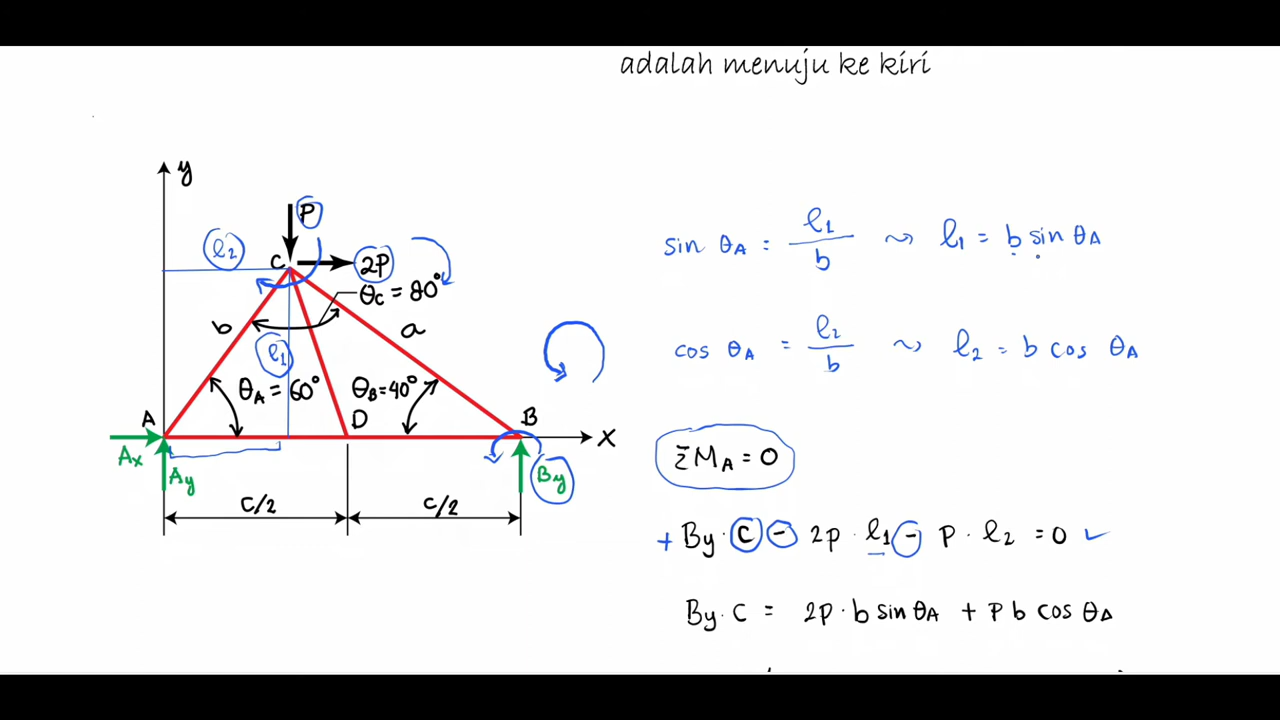 adalah menuju ke kiri
y
P
l2
C
2P
θc = 80°
b
a
l1
θA = 60°
θB=40°
A
D
B
X
Ax
Ay
By
C/2
C/2
sin θA = l1/b ⤳ l1 = b sin θA
cos θA = l2/b ⤳ l2 = b cos θA
ΣMA = 0
+ By · C - 2P · l1 - P · l2 = 0 ✓
By · C = 2P · b sin θA + P b cos θA